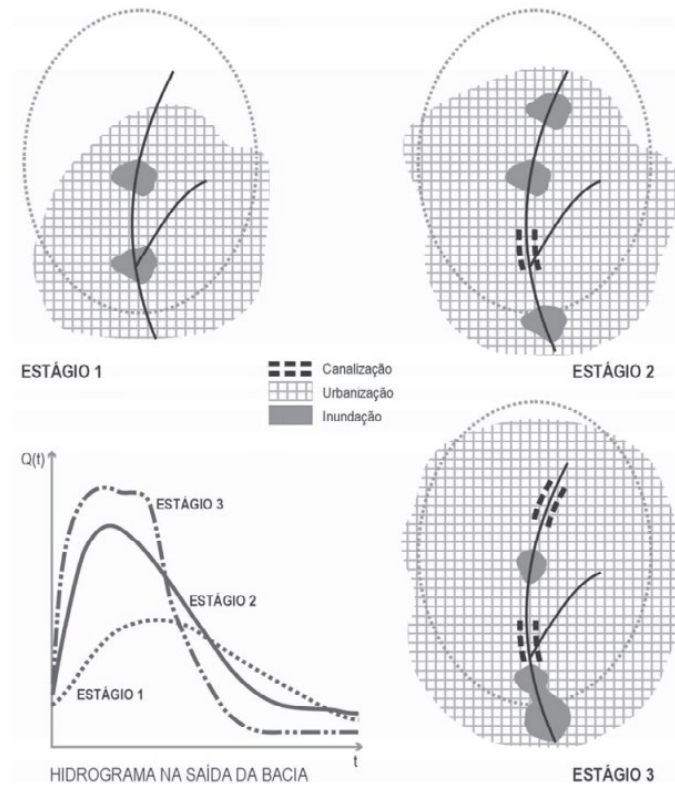 ESTÁGIO 1
ESTÁGIO 2
Canalização
Urbanização
Inundação
Q(t)
ESTÁGIO 3
ESTÁGIO 2
ESTÁGIO 1
t
HIDROGRAMA NA SAÍDA DA BACIA
ESTÁGIO 3